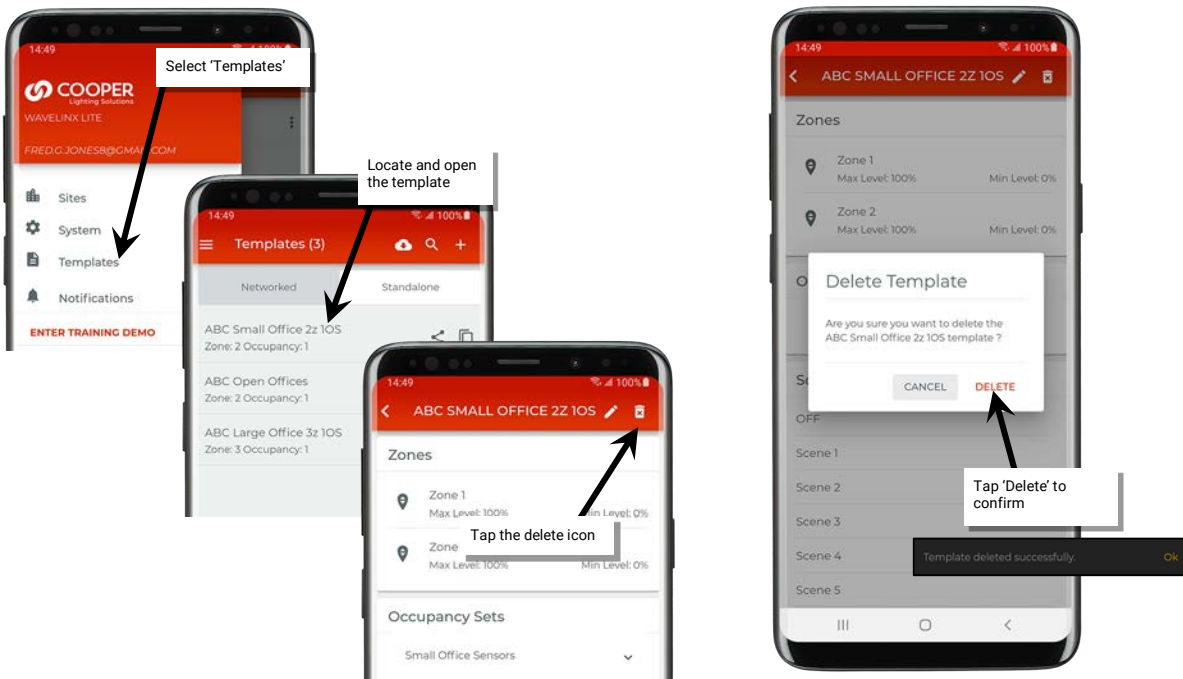 14:49
100%
Select ‘Templates’
COOPER
Lighting Solutions
WAVELINX LITE
FRED.G.JONES8@GMAIL.COM
Sites
System
Templates
Notifications
ENTER TRAINING DEMO
Locate and open
the template
14:49
100%
Templates (3)
Networked
Standalone
ABC Small Office 2z 1OS
Zone: 2 Occupancy: 1
ABC Open Offices
Zone: 2 Occupancy: 1
ABC Large Office 3z 1OS
Zone: 3 Occupancy: 1
14:49
100%
ABC SMALL OFFICE 2Z 1OS
Zones
Zone 1
Max Level: 100%
Min Level: 0%
Tap the delete icon
Zone
Max Level: 100%
Min Level: 0%
Occupancy Sets
Small Office Sensors
14:49
100%
ABC SMALL OFFICE 2Z 1OS
Zones
Zone 1
Max Level: 100%
Min Level: 0%
Zone 2
Max Level: 100%
Min Level: 0%
O
Delete Template
Are you sure you want to delete the
ABC Small Office 2z 1OS template ?
CANCEL
DELETE
Sc
OFF
Scene 1
Scene 2
Tap ‘Delete’ to
confirm
Scene 3
Scene 4
Template deleted successfully.
Ok
Scene 5